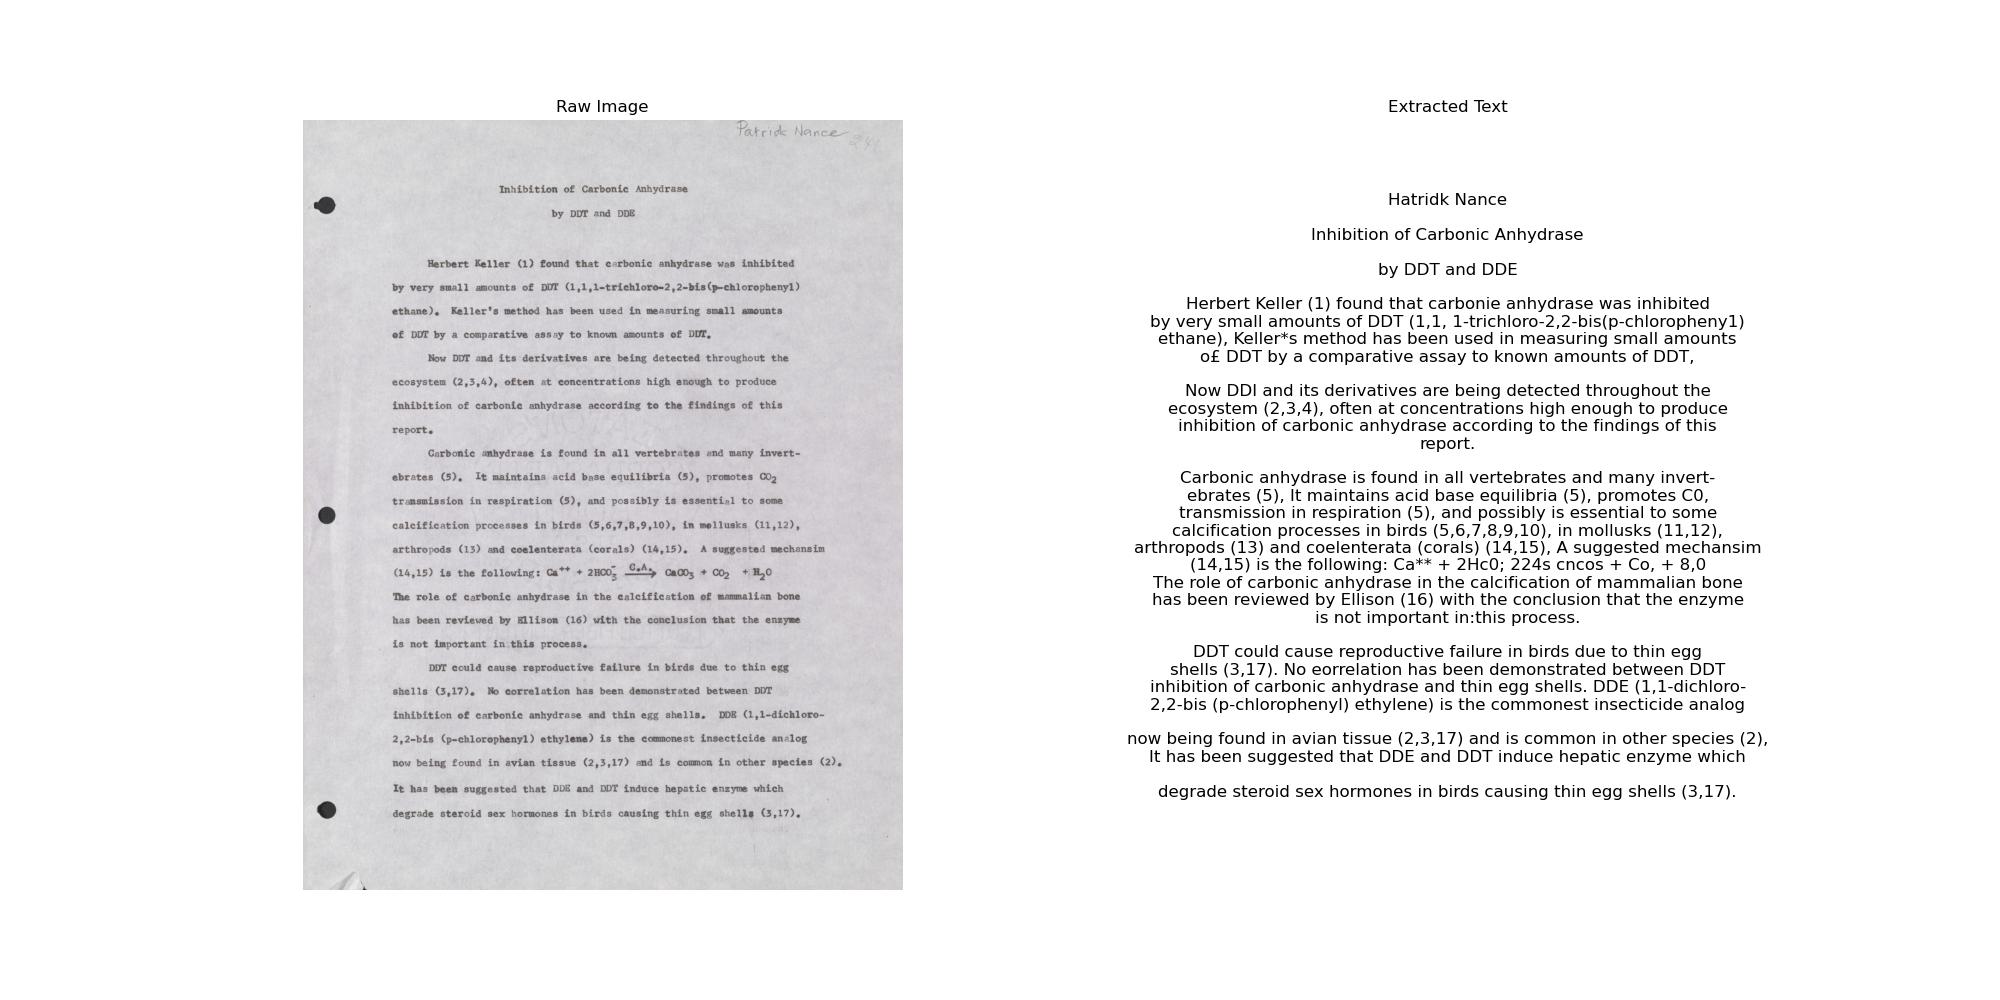 Raw Image
Patrick Nance
241
Inhibition of Carbonic Anhydrase
by DDT and DDE
Herbert Keller (1) found that carbonic anhydrase was inhibited
by very small amounts of DDT (1,1,1-trichloro-2,2-bis(p-chlorophenyl)
ethane). Keller's method has been used in measuring small amounts
of DDT by a comparative assay to known amounts of DDT.
Now DDT and its derivatives are being detected throughout the
ecosystem (2,3,4), often at concentrations high enough to produce
inhibition of carbonic anhydrase according to the findings of this
report.
Carbonic anhydrase is found in all vertebrates and many invert-
ebrates (5). It maintains acid base equilibria (5), promotes CO₂
transmission in respiration (5), and possibly is essential to some
calcification processes in birds (5,6,7,8,9,10), in mollusks (11,12),
arthropods (13) and coelenterata (corals) (14,15). A suggested mechansim
(14,15) is the following: Ca⁺⁺ + 2HCO₃⁻ C.A.→ CaCO₃ + CO₂ + H₂O
The role of carbonic anhydrase in the calcification of mammalian bone
has been reviewed by Ellison (16) with the conclusion that the enzyme
is not important in this process.
DDT could cause reproductive failure in birds due to thin egg
shells (3,17). No correlation has been demonstrated between DDT
inhibition of carbonic anhydrase and thin egg shells. DDE (1,1-dichloro-
2,2-bis (p-chlorophenyl) ethylene) is the commonest insecticide analog
now being found in avian tissue (2,3,17) and is common in other species (2).
It has been suggested that DDE and DDT induce hepatic enzyme which
degrade steroid sex hormones in birds causing thin egg shells (3,17).
Extracted Text
Hatridk Nance
Inhibition of Carbonic Anhydrase
by DDT and DDE
Herbert Keller (1) found that carbonie anhydrase was inhibited
by very small amounts of DDT (1,1, 1-trichloro-2,2-bis(p-chloropheny1)
ethane), Keller*s method has been used in measuring small amounts
o£ DDT by a comparative assay to known amounts of DDT,
Now DDI and its derivatives are being detected throughout the
ecosystem (2,3,4), often at concentrations high enough to produce
inhibition of carbonic anhydrase according to the findings of this
report.
Carbonic anhydrase is found in all vertebrates and many invert-
ebrates (5), It maintains acid base equilibria (5), promotes C0,
transmission in respiration (5), and possibly is essential to some
calcification processes in birds (5,6,7,8,9,10), in mollusks (11,12),
arthropods (13) and coelenterata (corals) (14,15), A suggested mechansim
(14,15) is the following: Ca** + 2Hc0; 224s cncos + Co, + 8,0
The role of carbonic anhydrase in the calcification of mammalian bone
has been reviewed by Ellison (16) with the conclusion that the enzyme
is not important in:this process.
DDT could cause reproductive failure in birds due to thin egg
shells (3,17). No eorrelation has been demonstrated between DDT
inhibition of carbonic anhydrase and thin egg shells. DDE (1,1-dichloro-
2,2-bis (p-chlorophenyl) ethylene) is the commonest insecticide analog
now being found in avian tissue (2,3,17) and is common in other species (2),
It has been suggested that DDE and DDT induce hepatic enzyme which
degrade steroid sex hormones in birds causing thin egg shells (3,17).